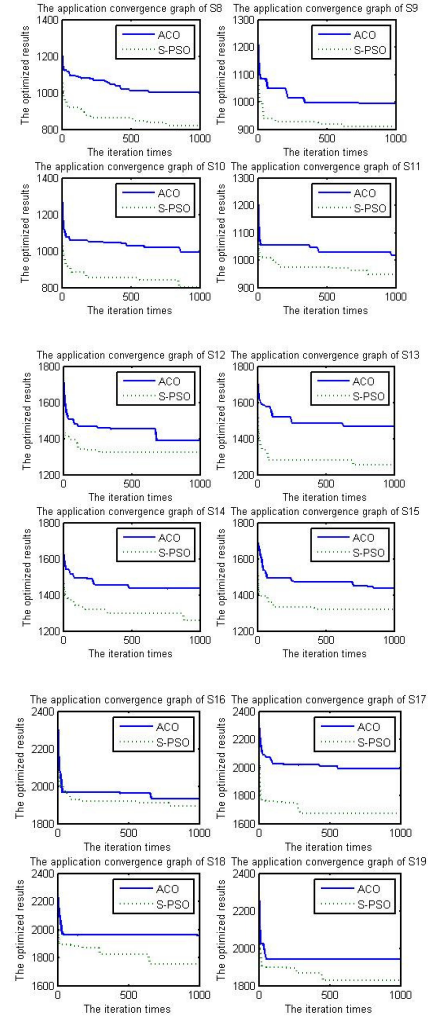 The application convergence graph of S8
The application convergence graph of S9
The optimized results
1400
1200
1000
800
ACO
S-PSO
0
500
1000
The iteration times
The optimized results
1300
1200
1100
1000
900
ACO
S-PSO
0
500
1000
The iteration times
The application convergence graph of S10
The application convergence graph of S11
The optimized results
1400
1200
1000
800
ACO
S-PSO
0
500
1000
The iteration times
The optimized results
1300
1200
1100
1000
900
ACO
S-PSO
0
500
1000
The iteration times
The application convergence graph of S12
The application convergence graph of S13
The optimized results
1800
1600
1400
1200
ACO
S-PSO
0
500
1000
The iteration times
The optimized results
1800
1600
1400
1200
ACO
S-PSO
0
500
1000
The iteration times
The application convergence graph of S14
The application convergence graph of S15
The optimized results
1800
1600
1400
1200
ACO
S-PSO
0
500
1000
The iteration times
The optimized results
1800
1600
1400
1200
ACO
S-PSO
0
500
1000
The iteration times
The application convergence graph of S16
The application convergence graph of S17
The optimized results
2400
2200
2000
1800
1600
ACO
S-PSO
0
500
1000
The iteration times
The optimized results
2400
2200
2000
1800
1600
ACO
S-PSO
0
500
1000
The iteration times
The application convergence graph of S18
The application convergence graph of S19
The optimized results
2400
2200
2000
1800
1600
ACO
S-PSO
0
500
1000
The iteration times
The optimized results
2400
2200
2000
1800
ACO
S-PSO
0
500
1000
The iteration times